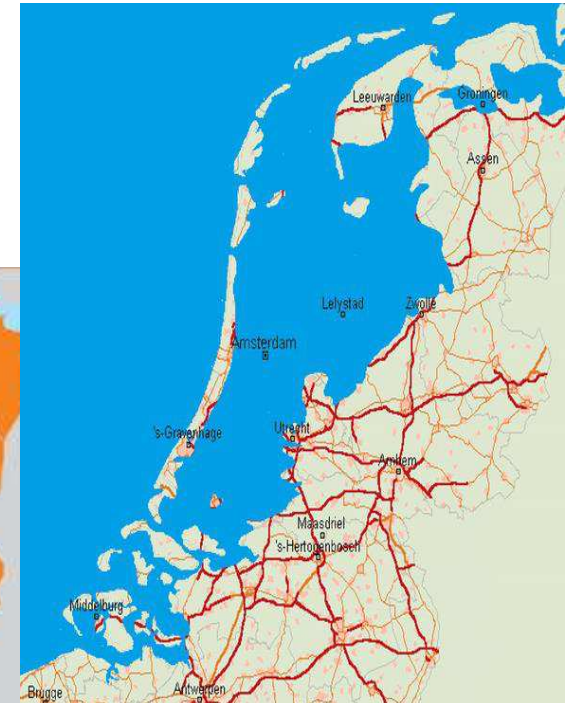 Leeuwarden
Groningen
Assen
Lelystad
Zwolle
Amsterdam
's-Gravenhage
Utrecht
Arnhem
Maasdriel
's-Hertogenbosch
Middelburg
Brugge
Antwerpen